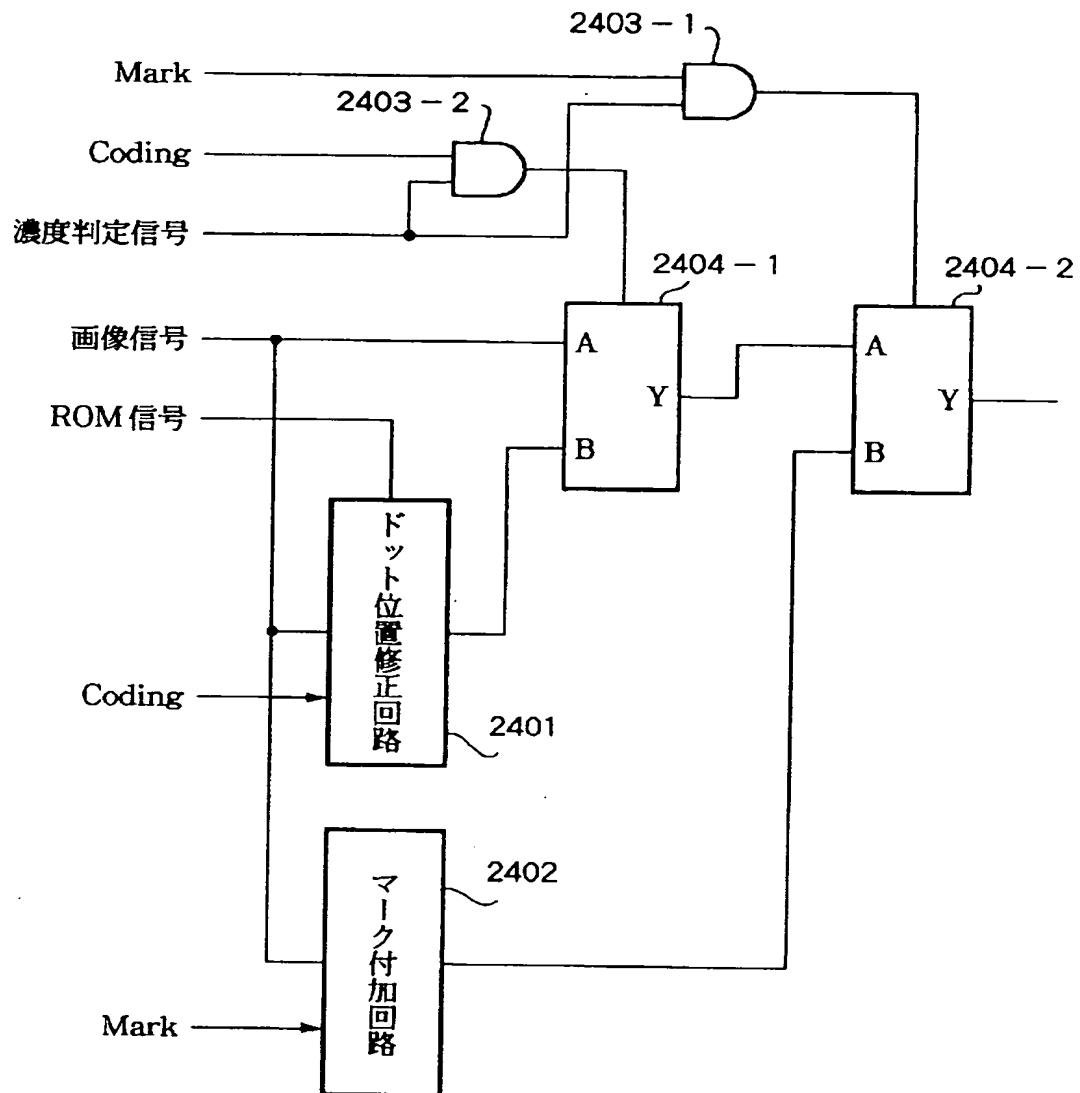 2403-1
Mark
2403-2
Coding
濃度判定信号
2404-1
2404-2
画像信号
A
A
ROM信号
Y
Y
B
B
ドット位置修正回路
Coding
2401
2402
マーク付加回路
Mark